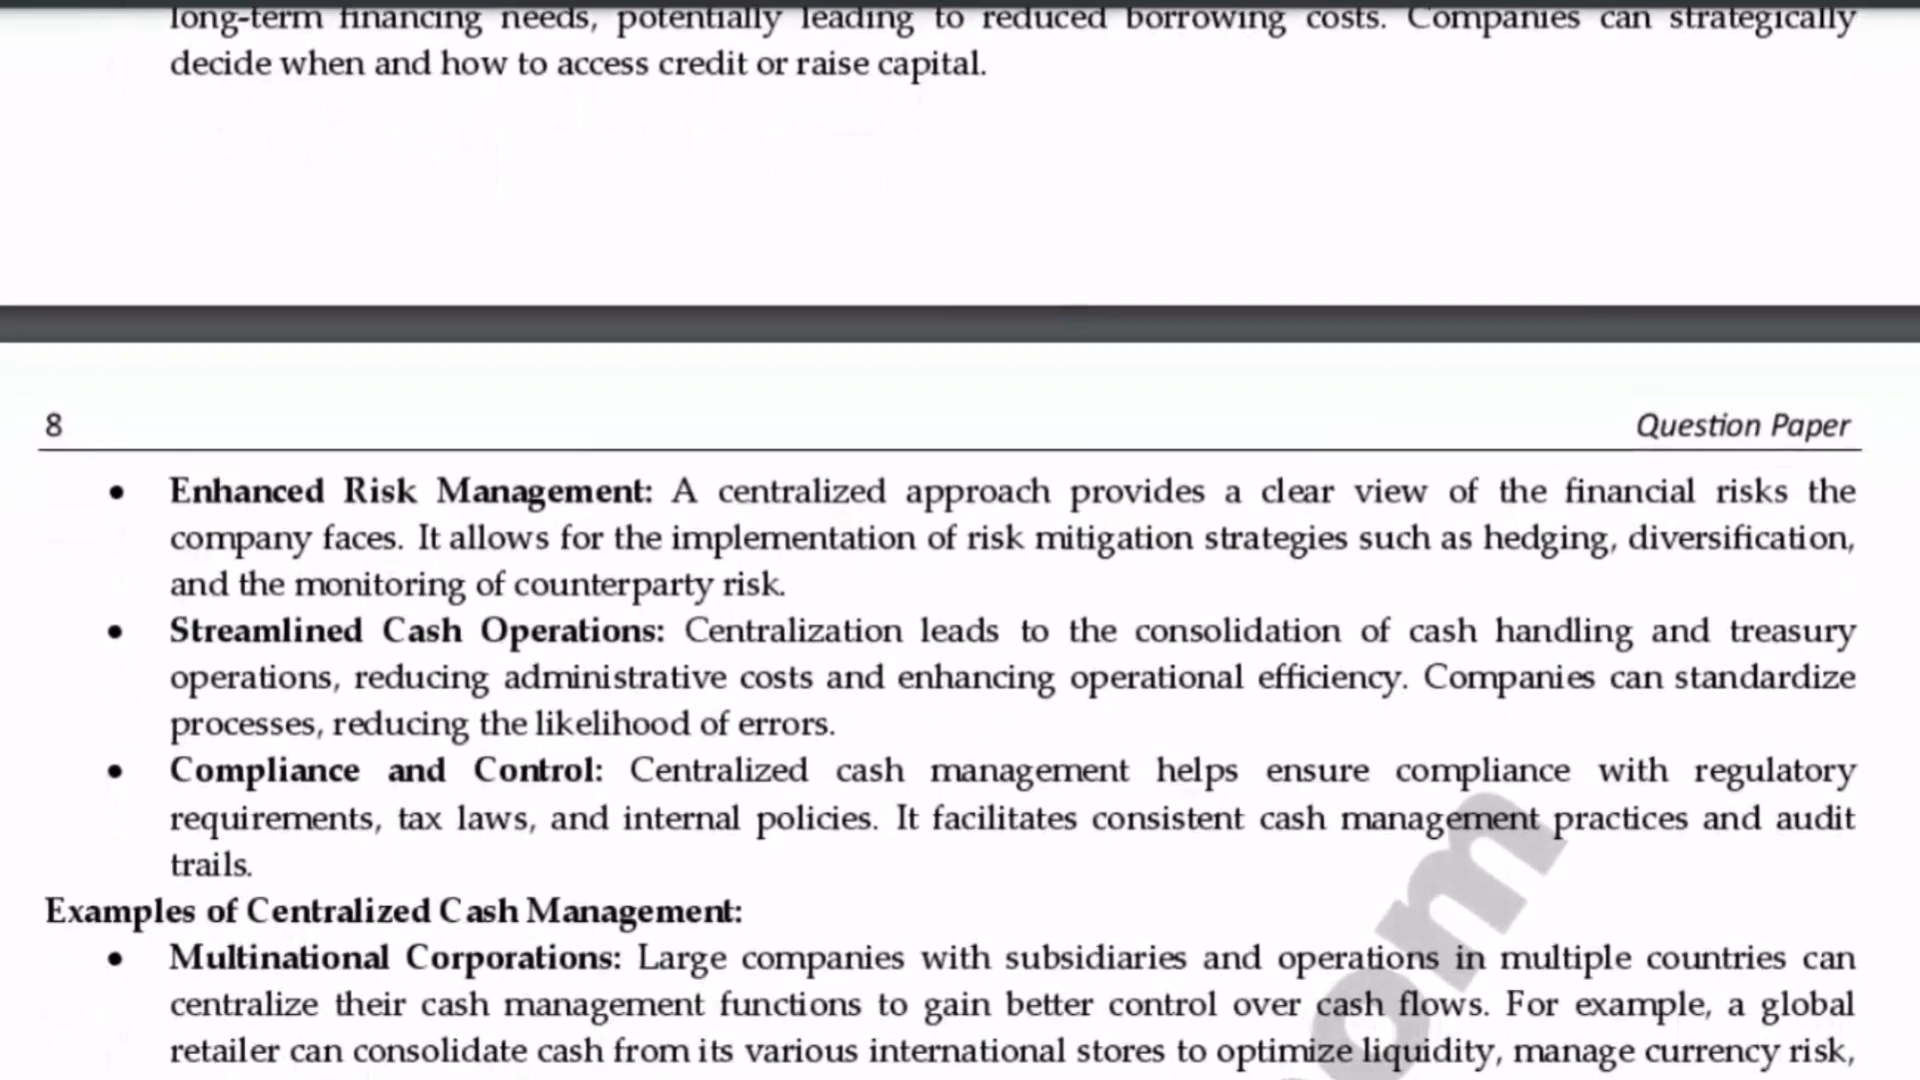 long-term financing needs, potentially leading to reduced borrowing costs. Companies can strategically
decide when and how to access credit or raise capital.
8 Question Paper
• Enhanced Risk Management: A centralized approach provides a clear view of the financial risks the
company faces. It allows for the implementation of risk mitigation strategies such as hedging, diversification,
and the monitoring of counterparty risk.
• Streamlined Cash Operations: Centralization leads to the consolidation of cash handling and treasury
operations, reducing administrative costs and enhancing operational efficiency. Companies can standardize
processes, reducing the likelihood of errors.
• Compliance and Control: Centralized cash management helps ensure compliance with regulatory
requirements, tax laws, and internal policies. It facilitates consistent cash management practices and audit
trails.
Examples of Centralized Cash Management:
• Multinational Corporations: Large companies with subsidiaries and operations in multiple countries can
centralize their cash management functions to gain better control over cash flows. For example, a global
retailer can consolidate cash from its various international stores to optimize liquidity, manage currency risk,
om